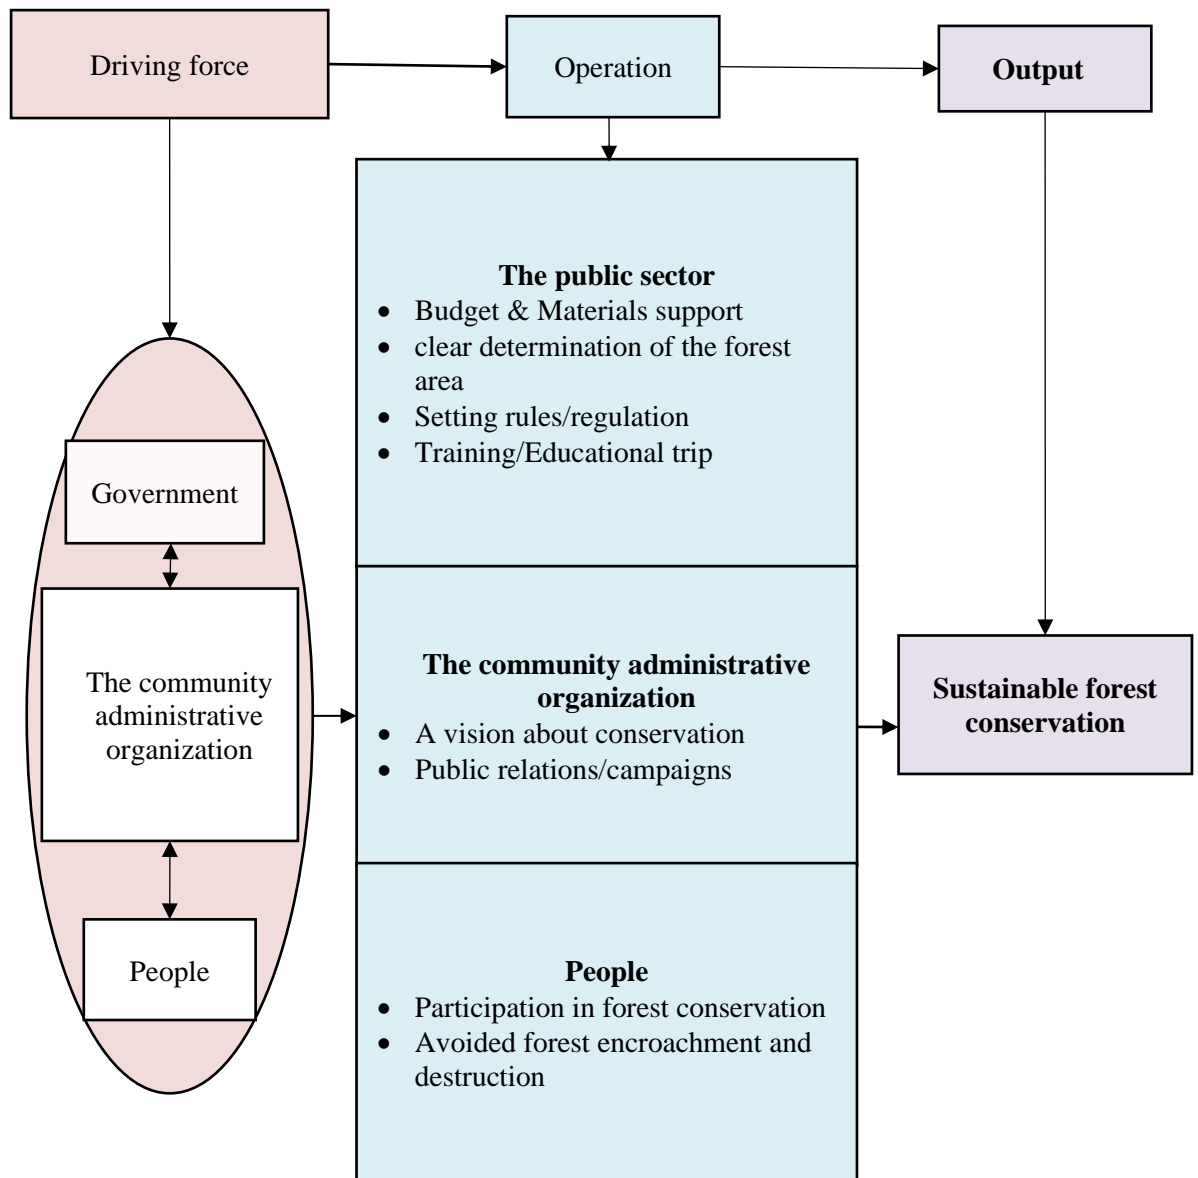 Driving force
Operation
Output
Government
The community
administrative
organization
People
The public sector
• Budget & Materials support
• clear determination of the forest
area
• Setting rules/regulation
• Training/Educational trip
The community administrative
organization
• A vision about conservation
• Public relations/campaigns
People
• Participation in forest conservation
• Avoided forest encroachment and
destruction
Sustainable forest
conservation